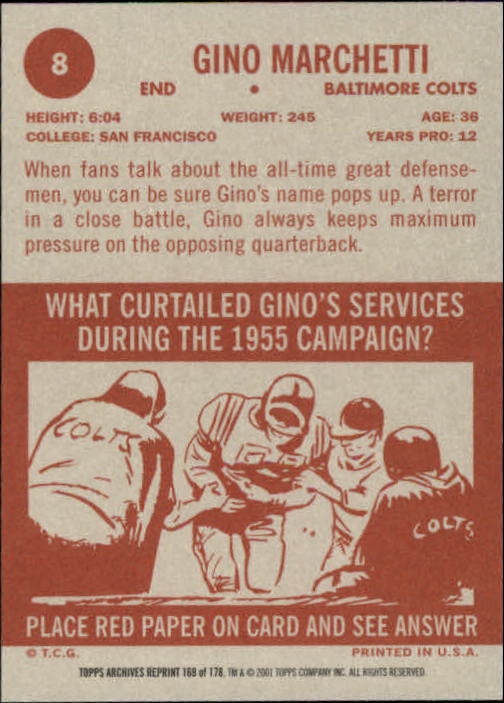 8
GINO MARCHETTI
END • BALTIMORE COLTS
HEIGHT: 6:04 WEIGHT: 245 AGE: 36
COLLEGE: SAN FRANCISCO YEARS PRO: 12
When fans talk about the all-time great defense-
men, you can be sure Gino's name pops up. A terror
in a close battle, Gino always keeps maximum
pressure on the opposing quarterback.
WHAT CURTAILED GINO'S SERVICES
DURING THE 1955 CAMPAIGN?
COLTS
COLTS
PLACE RED PAPER ON CARD AND SEE ANSWER
© T.C.G. PRINTED IN U.S.A.
TOPPS ARCHIVES REPRINT 169 of 178. TM & © 2001 TOPPS COMPANY INC. ALL RIGHTS RESERVED.